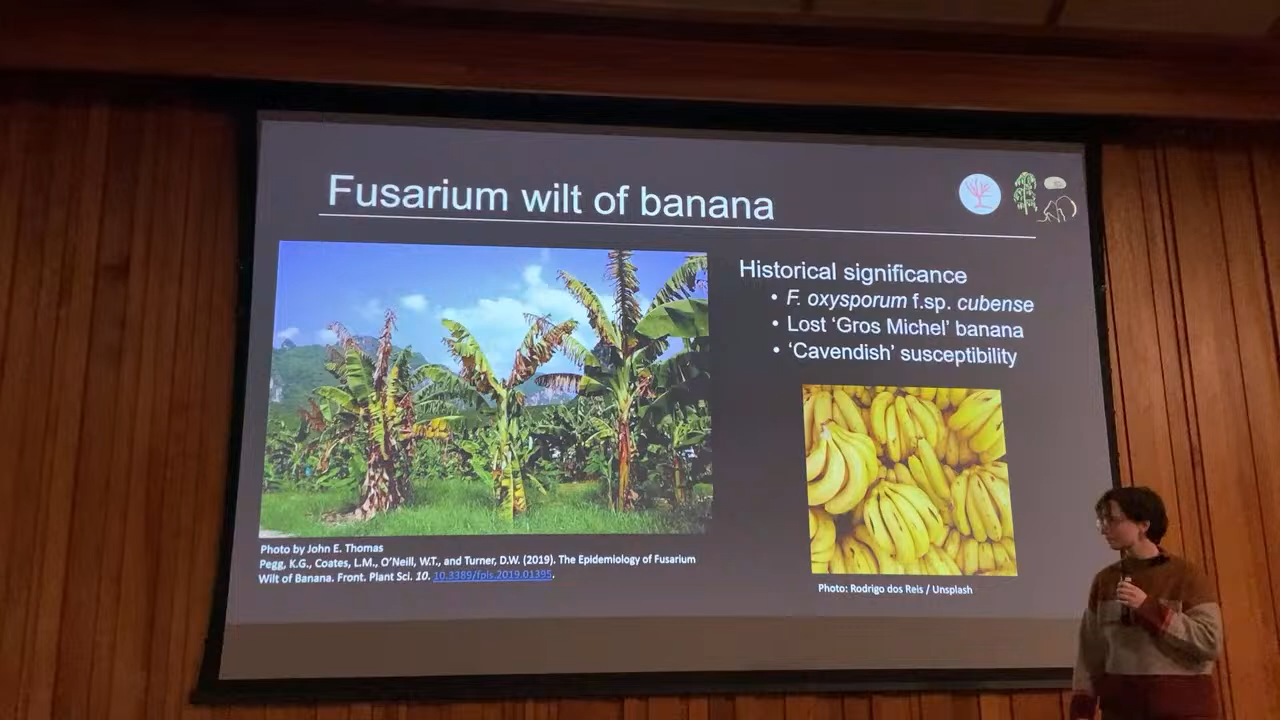 Fusarium wilt of banana
Historical significance
• F. oxysporum f.sp. cubense
• Lost ‘Gros Michel’ banana
• ‘Cavendish’ susceptibility
Photo by John E. Thomas
Pegg, K.G., Coates, L.M., O’Neill, W.T., and Turner, D.W. (2019). The Epidemiology of Fusarium
Wilt of Banana. Front. Plant Sci. 10. 10.3389/fpls.2019.01395.
Photo: Rodrigo dos Reis / Unsplash